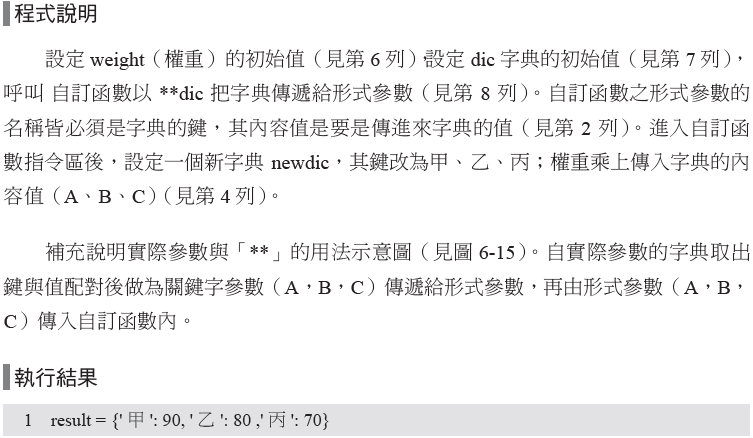 程式說明
設定 weight（權重）的初始值（見第 6 列）,設定 dic 字典的初始值（見第 7 列），
呼叫 自訂函數以 **dic 把字典傳遞給形式參數（見第 8 列）。自訂函數之形式參數的
名稱皆必須是字典的鍵，其內容值是要是傳進來字典的值（見第 2 列）。進入自訂函
數指令區後，設定一個新字典 newdic，其鍵改為甲、乙、丙；權重乘上傳入字典的內
容值（A、B、C）（見第 4 列）。
補充說明實際參數與「**」的用法示意圖（見圖 6-15）。自實際參數的字典取出
鍵與值配對後做為關鍵字參數（A，B，C）傳遞給形式參數，再由形式參數（A，B，
C）傳入自訂函數內。
執行結果
1 result = {' 甲 ': 90, ' 乙 ': 80 ,' 丙 ': 70}